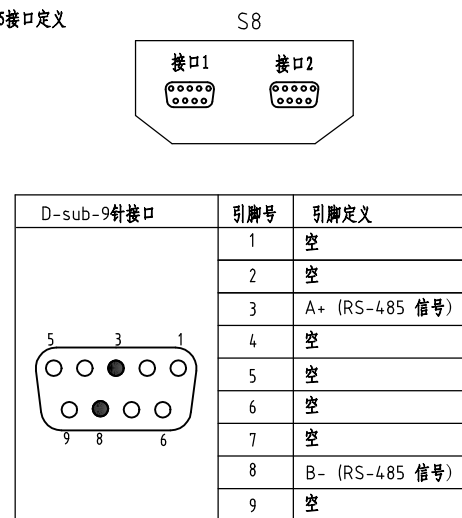 5接口定义
S8
接口1 接口2
D-sub-9针接口 引脚号 引脚定义
1 空
2 空
3 A+ (RS-485 信号)
4 空
5 空
6 空
7 空
8 B- (RS-485 信号)
9 空
5 3 1
9 8 6